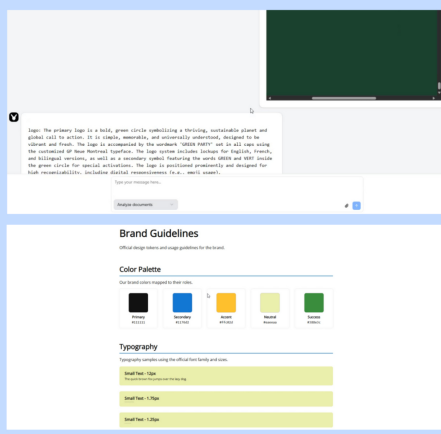 logo: The primary logo is a bold, green circle symbolizing a thriving, sustainable planet and
global call to action. It is simple, memorable, and universally understood, designed to be
vibrant and fresh. The logo is accompanied by the wordmark 'GREEN PARTY' set in all caps using
the customized GP Neue Montreal typeface. The logo system includes lockups for English, French,
and bilingual versions, as well as a secondary symbol featuring the words GREEN and VERT inside
the green circle for special activations. The logo is positioned prominently and designed for
high recognizability, including digital responsiveness (e.g., emoji usage).
Type your message here...
Analyze documents
Brand Guidelines
Official design tokens and usage guidelines for the brand.
Color Palette
Our brand colors mapped to their roles.
Primary
Secondary
Accent
Neutral
Success
Typography
Typography samples using the official font family and sizes.
Small Text - 12px
The quick brown fox jumps over the lazy dog.
Small Text - 1.75px
Small Text - 1.25px